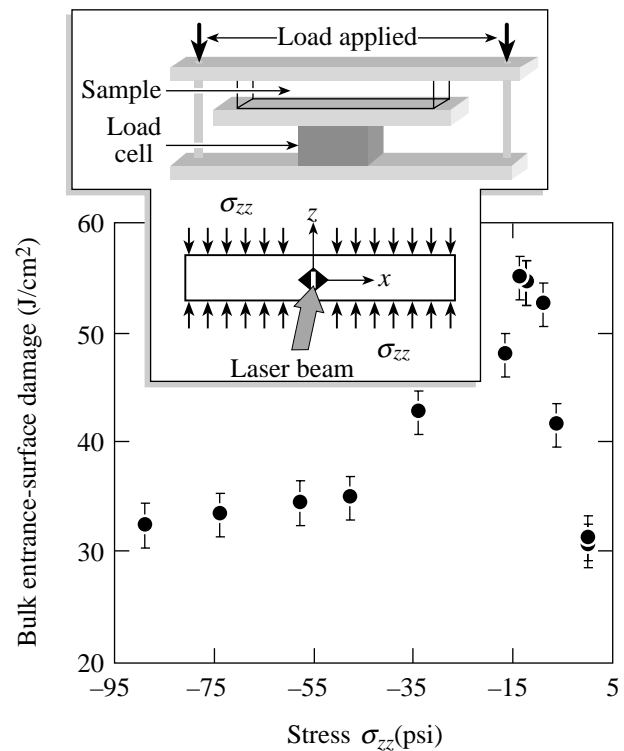 Load applied
Sample
Load
cell
σzz
z
x
σzz
Laser beam
Bulk entrance-surface damage (J/cm²)
60
50
40
30
20
–95
–75
–55
–35
–15
5
Stress σzz(psi)